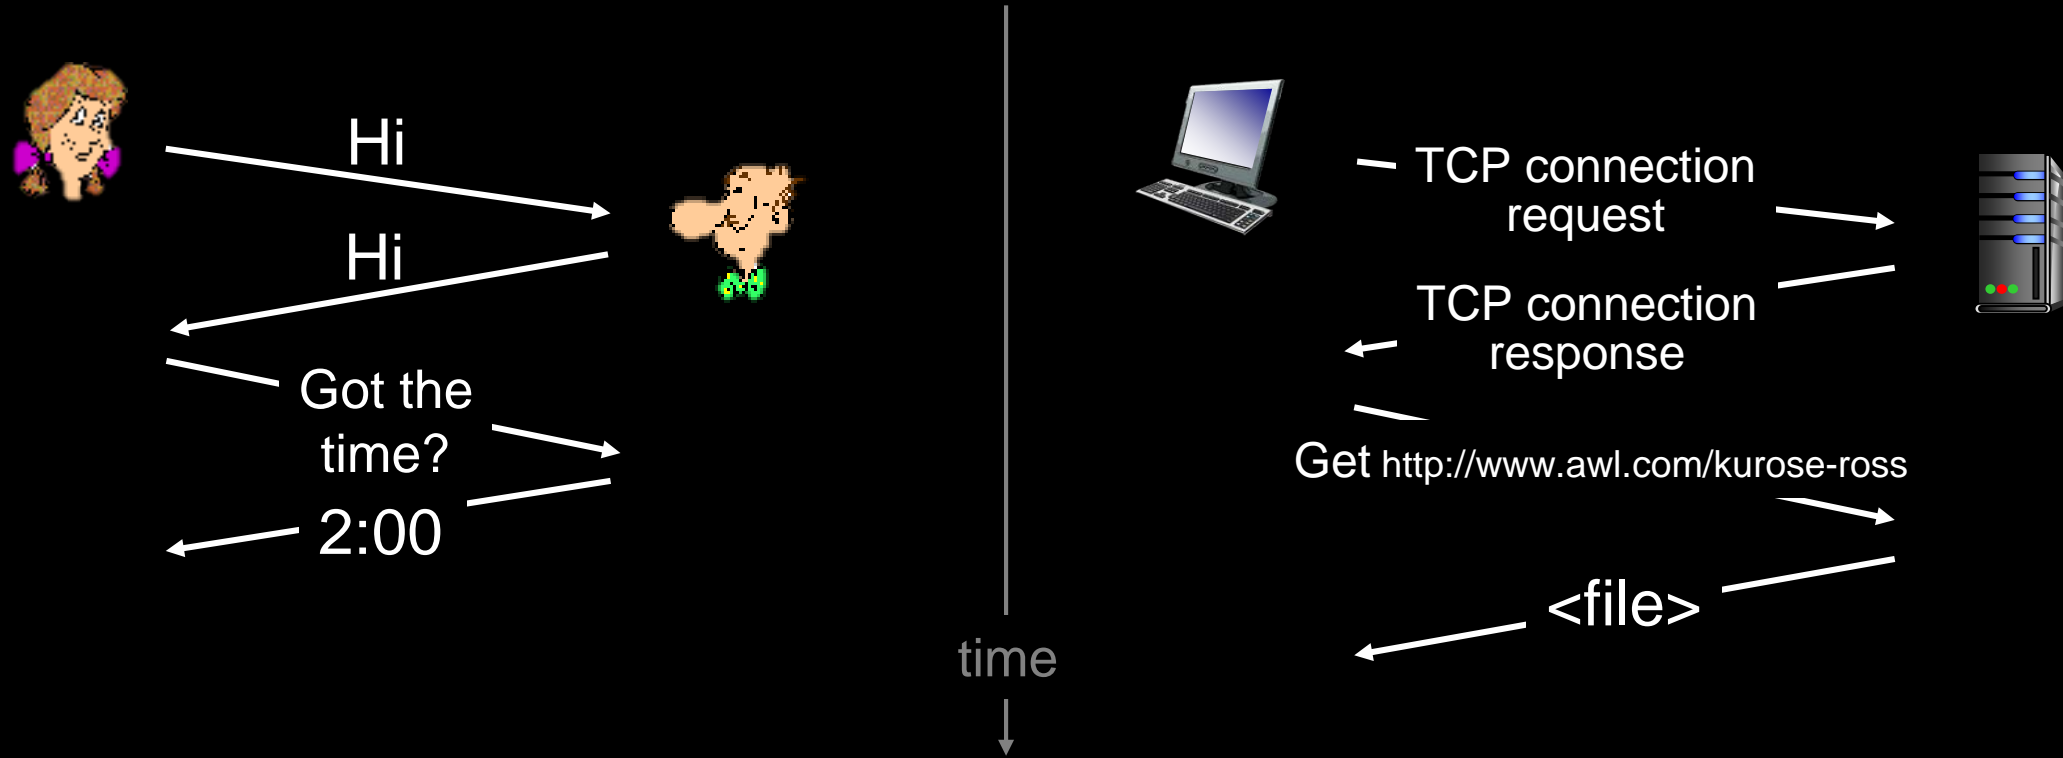 Hi
Hi
Got the
time?
2:00
time
TCP connection
request
TCP connection
response
Get http://www.awl.com/kurose-ross
<file>